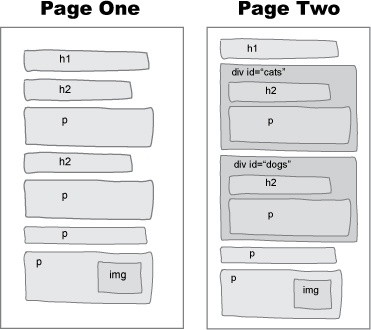 Page One
h1
h2
p
h2
p
p
p
img
Page Two
h1
div id=“cats”
h2
p
div id=“dogs”
h2
p
p
p
img